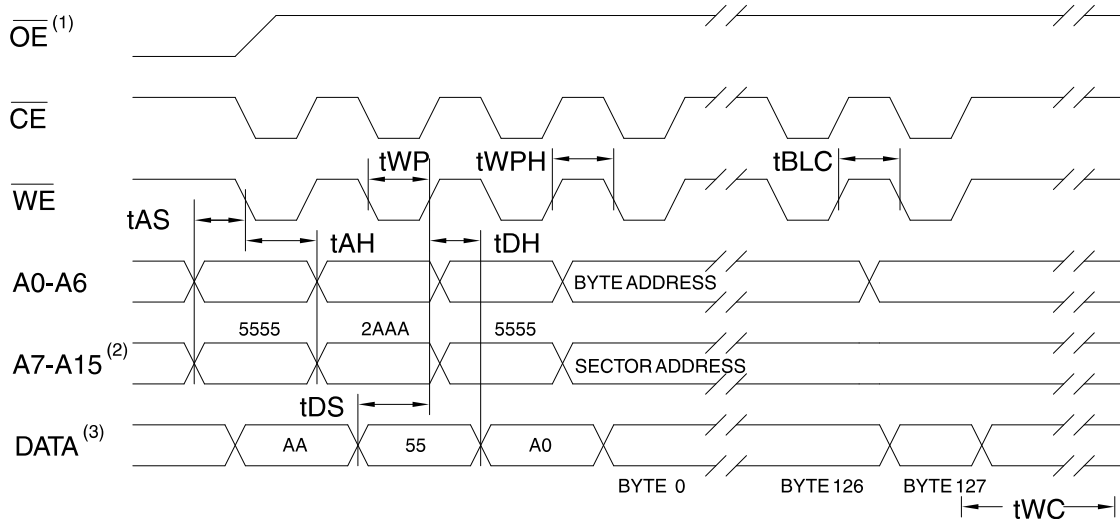 OE (1)
CE
tWP tWPH tBLC
WE
tAS
tAH tDH
A0-A6 BYTE ADDRESS
5555 2AAA 5555
A7-A15 (2) SECTOR ADDRESS
tDS
DATA (3) AA 55 A0
BYTE 0 BYTE 126 BYTE 127
tWC